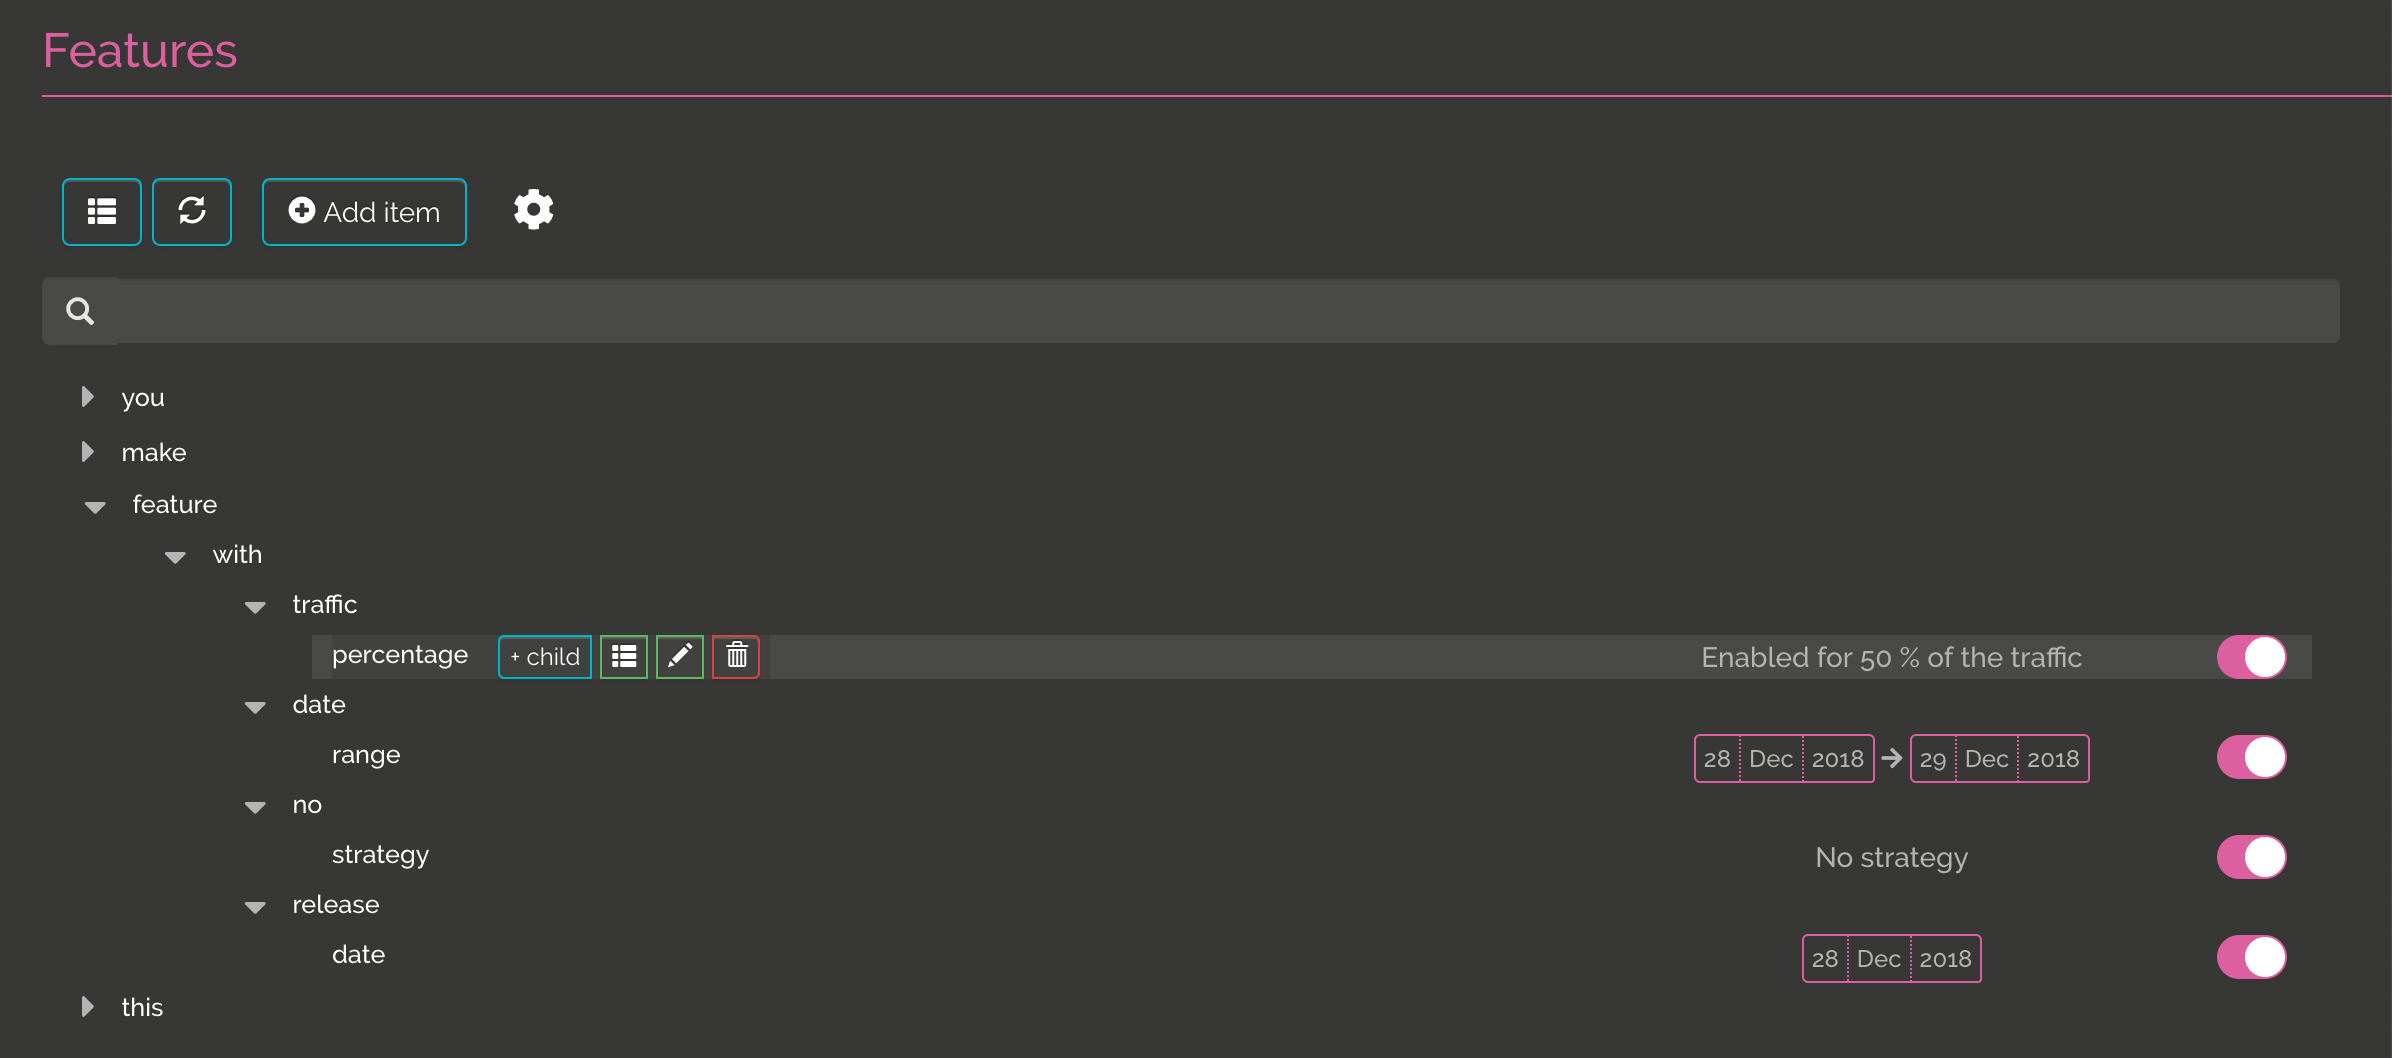 Features
Add item
you
make
feature
with
traffic
percentage + child Enabled for 50 % of the traffic
date
range 28 Dec 2018 → 29 Dec 2018
no
strategy No strategy
release
date 28 Dec 2018
this